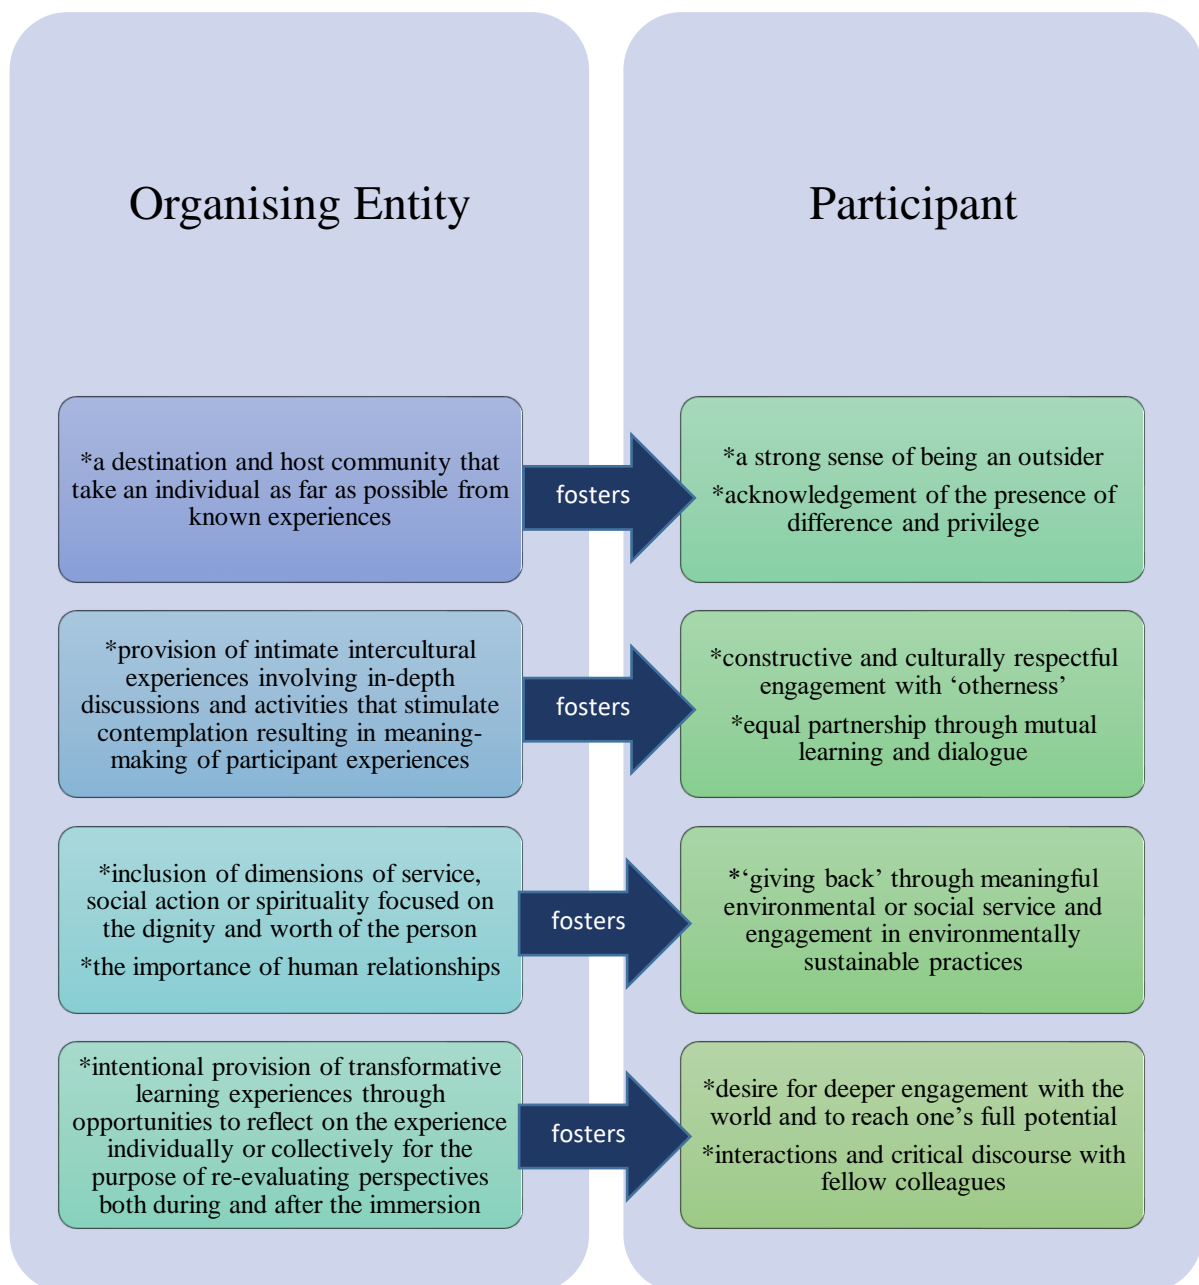 Organising Entity
Participant
*a destination and host community that
take an individual as far as possible from
known experiences
fosters
*a strong sense of being an outsider
*acknowledgement of the presence of
difference and privilege
*provision of intimate intercultural
experiences involving in-depth
discussions and activities that stimulate
contemplation resulting in meaning-
making of participant experiences
fosters
*constructive and culturally respectful
engagement with ‘otherness’
*equal partnership through mutual
learning and dialogue
*inclusion of dimensions of service,
social action or spirituality focused on
the dignity and worth of the person
*the importance of human relationships
fosters
*‘giving back’ through meaningful
environmental or social service and
engagement in environmentally
sustainable practices
*intentional provision of transformative
learning experiences through
opportunities to reflect on the experience
individually or collectively for the
purpose of re-evaluating perspectives
both during and after the immersion
fosters
*desire for deeper engagement with the
world and to reach one’s full potential
*interactions and critical discourse with
fellow colleagues